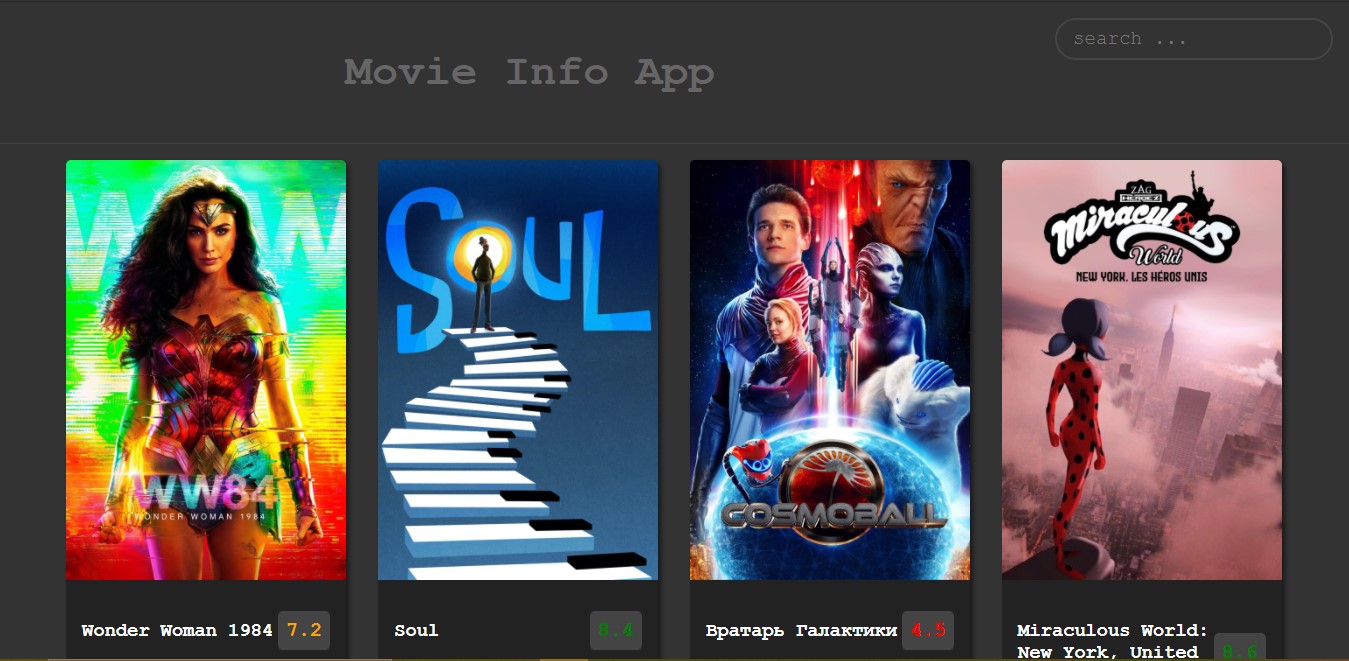 search ...
Movie Info App
WW
WW84
WONDER WOMAN 1984
SOUL
COSMOBALL
ZAG
HEROEZ
Miraculous
World
NEW YORK, LES HÉROS UNIS
Wonder Woman 1984 7.2
Soul 8.4
Вратарь Галактики 4.5
Miraculous World:
New York, United 8.6